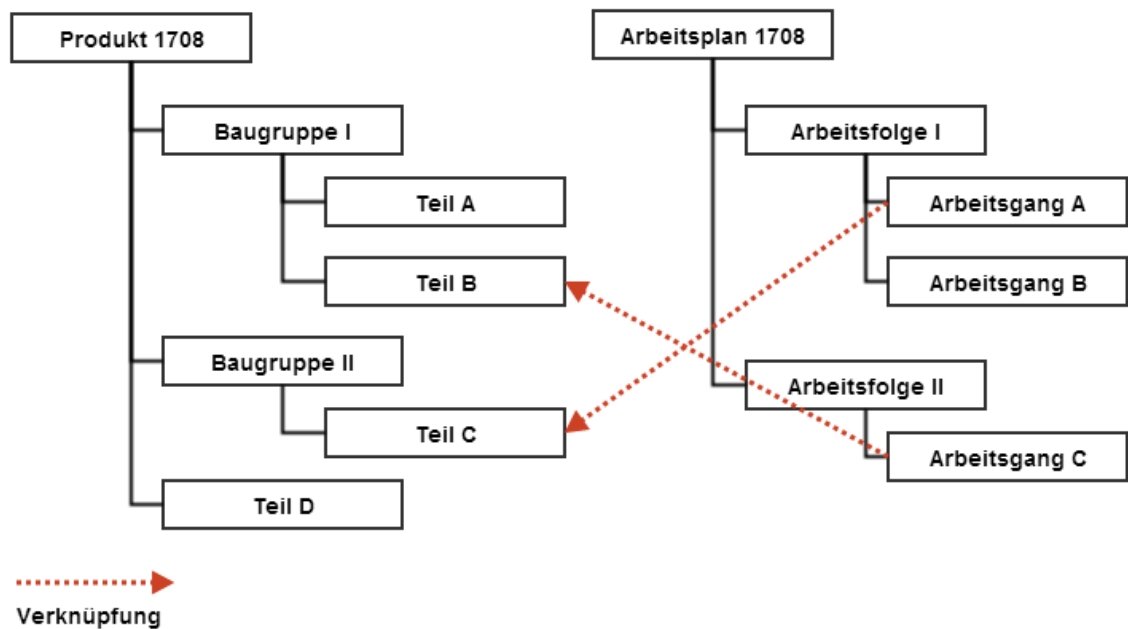 Produkt 1708
Baugruppe I
Teil A
Teil B
Baugruppe II
Teil C
Teil D
Arbeitsplan 1708
Arbeitsfolge I
Arbeitsgang A
Arbeitsgang B
Arbeitsfolge II
Arbeitsgang C
Verknüpfung